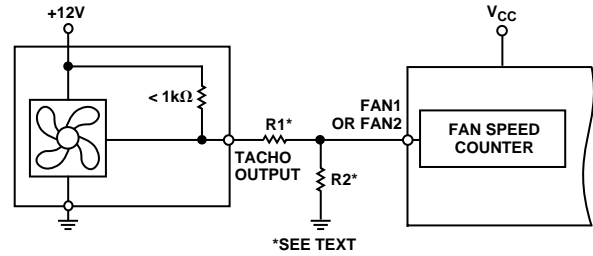 +12V
V_CC
< 1kΩ
R1*
FAN1
OR FAN2
FAN SPEED
COUNTER
TACHO
OUTPUT
R2*
*SEE TEXT